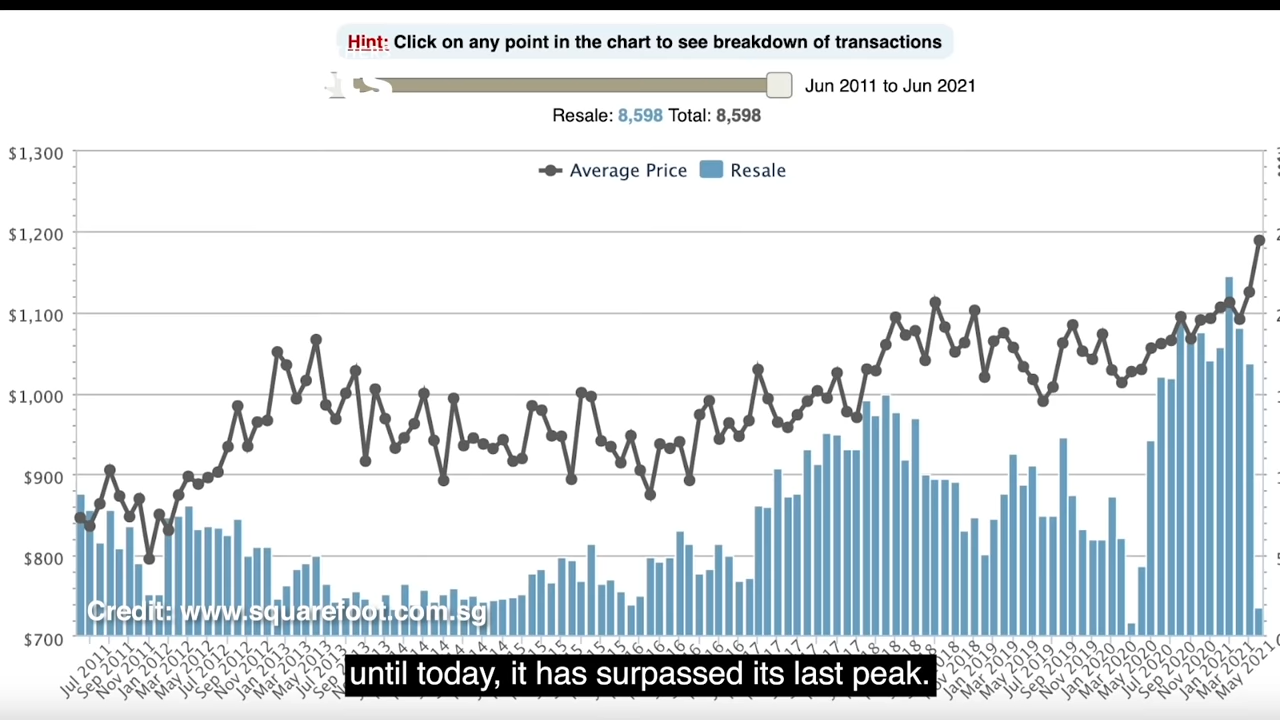 Hint: Click on any point in the chart to see breakdown of transactions
Jun 2011 to Jun 2021
Resale: 8,598 Total: 8,598
Average Price Resale
$1,300
$1,200
$1,100
$1,000
$900
$800
$700
Credit: www.squarefoot.com.sg
Jul 2011 Sep 2011 Nov 2011 Jan 2012 Mar 2012 May 2012 Jul 2012 Sep 2012 Nov 2012 Jan 2013 Mar 2013 May 2013 Nov 2018 Jan 2019 Mar 2019 May 2019 Jul 2019 Sep 2019 Nov 2019 Jan 2020 Mar 2020 May 2020 Jul 2020 Sep 2020 Nov 2020 Jan 2021 Mar 2021 May 2021
until today, it has surpassed its last peak.